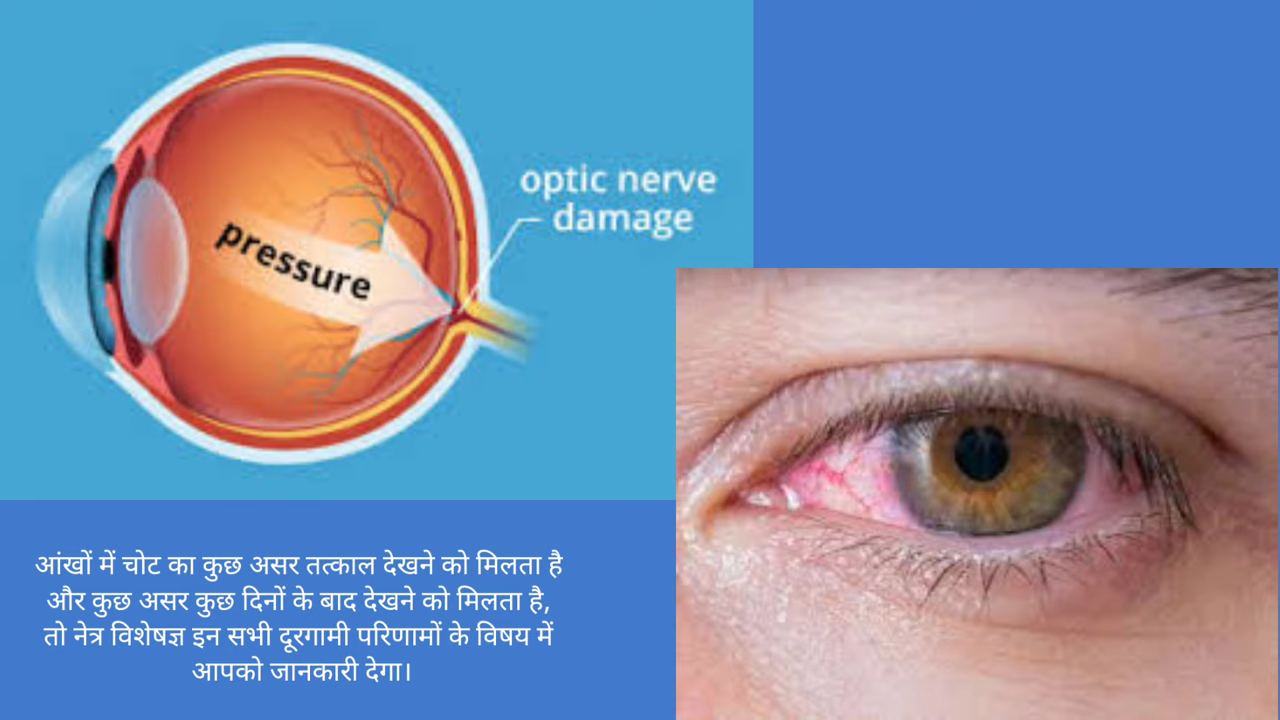 optic nerve
damage
pressure
आंखों में चोट का कुछ असर तत्काल देखने को मिलता है
और कुछ असर कुछ दिनों के बाद देखने को मिलता है,
तो नेत्र विशेषज्ञ इन सभी दूरगामी परिणामों के विषय में
आपको जानकारी देगा।